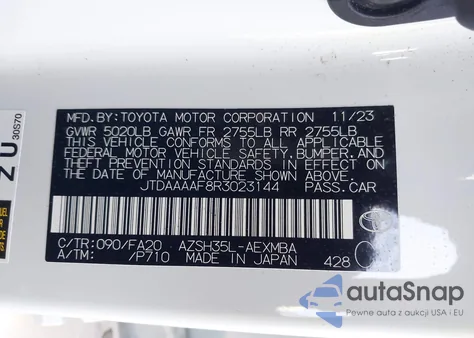 MFD.BY: TOYOTA MOTOR CORPORATION 11/23
GVWR 5020LB GAWR FR 2755LB RR 2755LB
THIS VEHICLE CONFORMS TO ALL APPLICABLE
FEDERAL MOTOR VEHICLE SAFETY, BUMPER, AND
THEFT PREVENTION STANDARDS IN EFFECT ON
THE DATE OF MANUFACTURE SHOWN ABOVE.
JTDAAAAF8R3023144 PASS.CAR
C/TR:090/FA20 AZSH35L-AEXMBA
A/TM: /P710 MADE IN JAPAN 428
30S70
autaSnap
Pewne auta z aukcji USA i EU